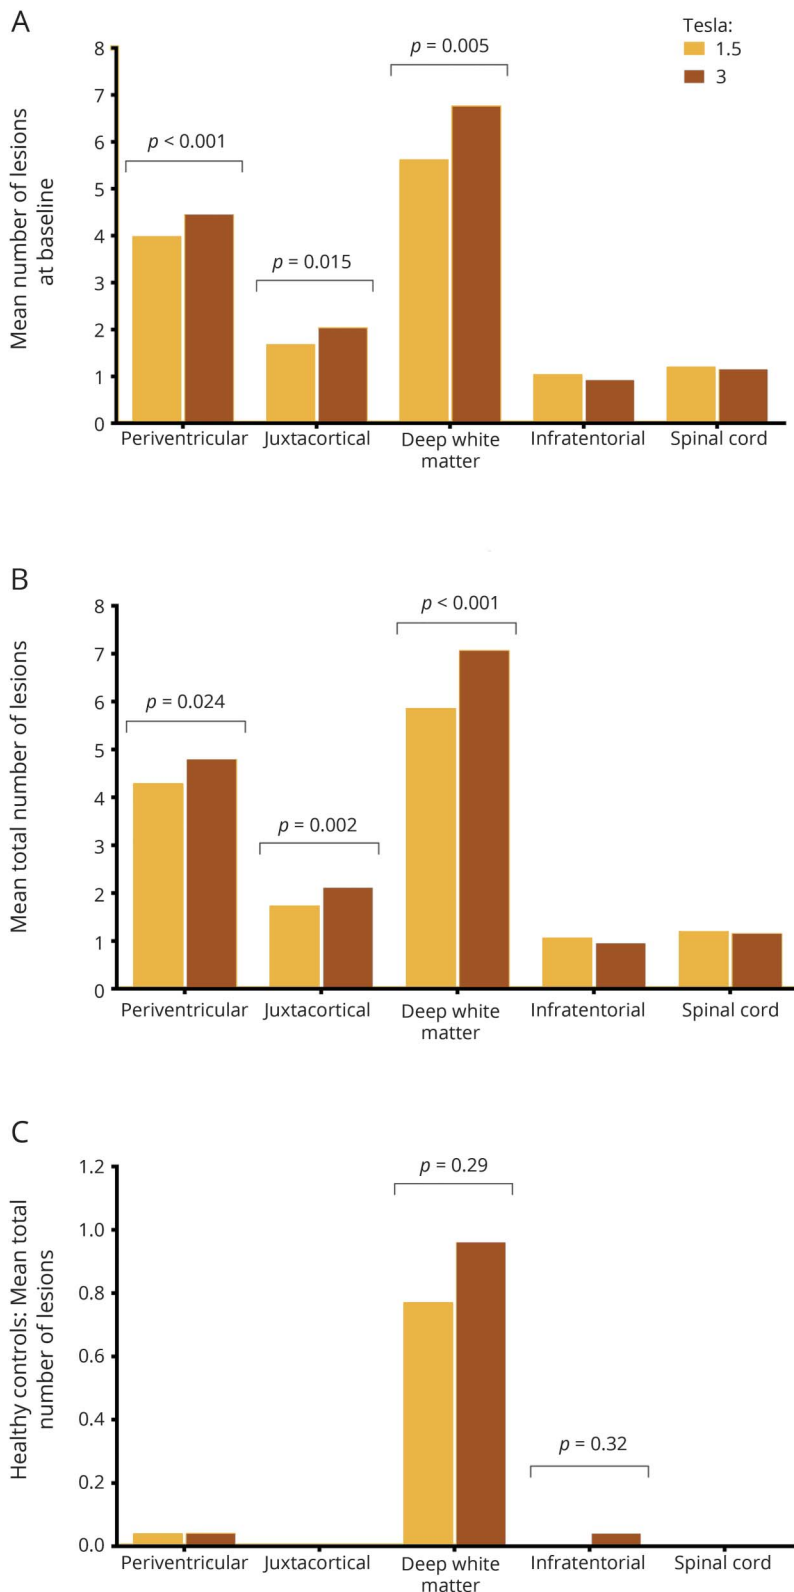 A
Tesla:
1.5
3
Mean number of lesions
at baseline
8
7
6
5
4
3
2
1
0
p < 0.001
p = 0.015
p = 0.005
Periventricular
Juxtacortical
Deep white
matter
Infratentorial
Spinal cord
B
Mean total number of lesions
8
7
6
5
4
3
2
1
0
p = 0.024
p = 0.002
p < 0.001
Periventricular
Juxtacortical
Deep white
matter
Infratentorial
Spinal cord
C
Healthy controls: Mean total
number of lesions
1.2
1.0
0.8
0.6
0.4
0.2
0.0
p = 0.29
p = 0.32
Periventricular
Juxtacortical
Deep white
matter
Infratentorial
Spinal cord